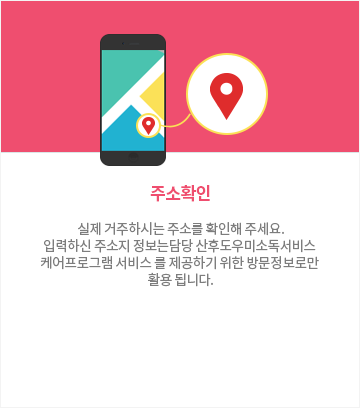 주소확인
실제 거주하시는 주소를 확인해 주세요.
입력하신 주소지 정보는담당 산후도우미소독서비스
케어프로그램 서비스 를 제공하기 위한 방문정보로만
활용 됩니다.